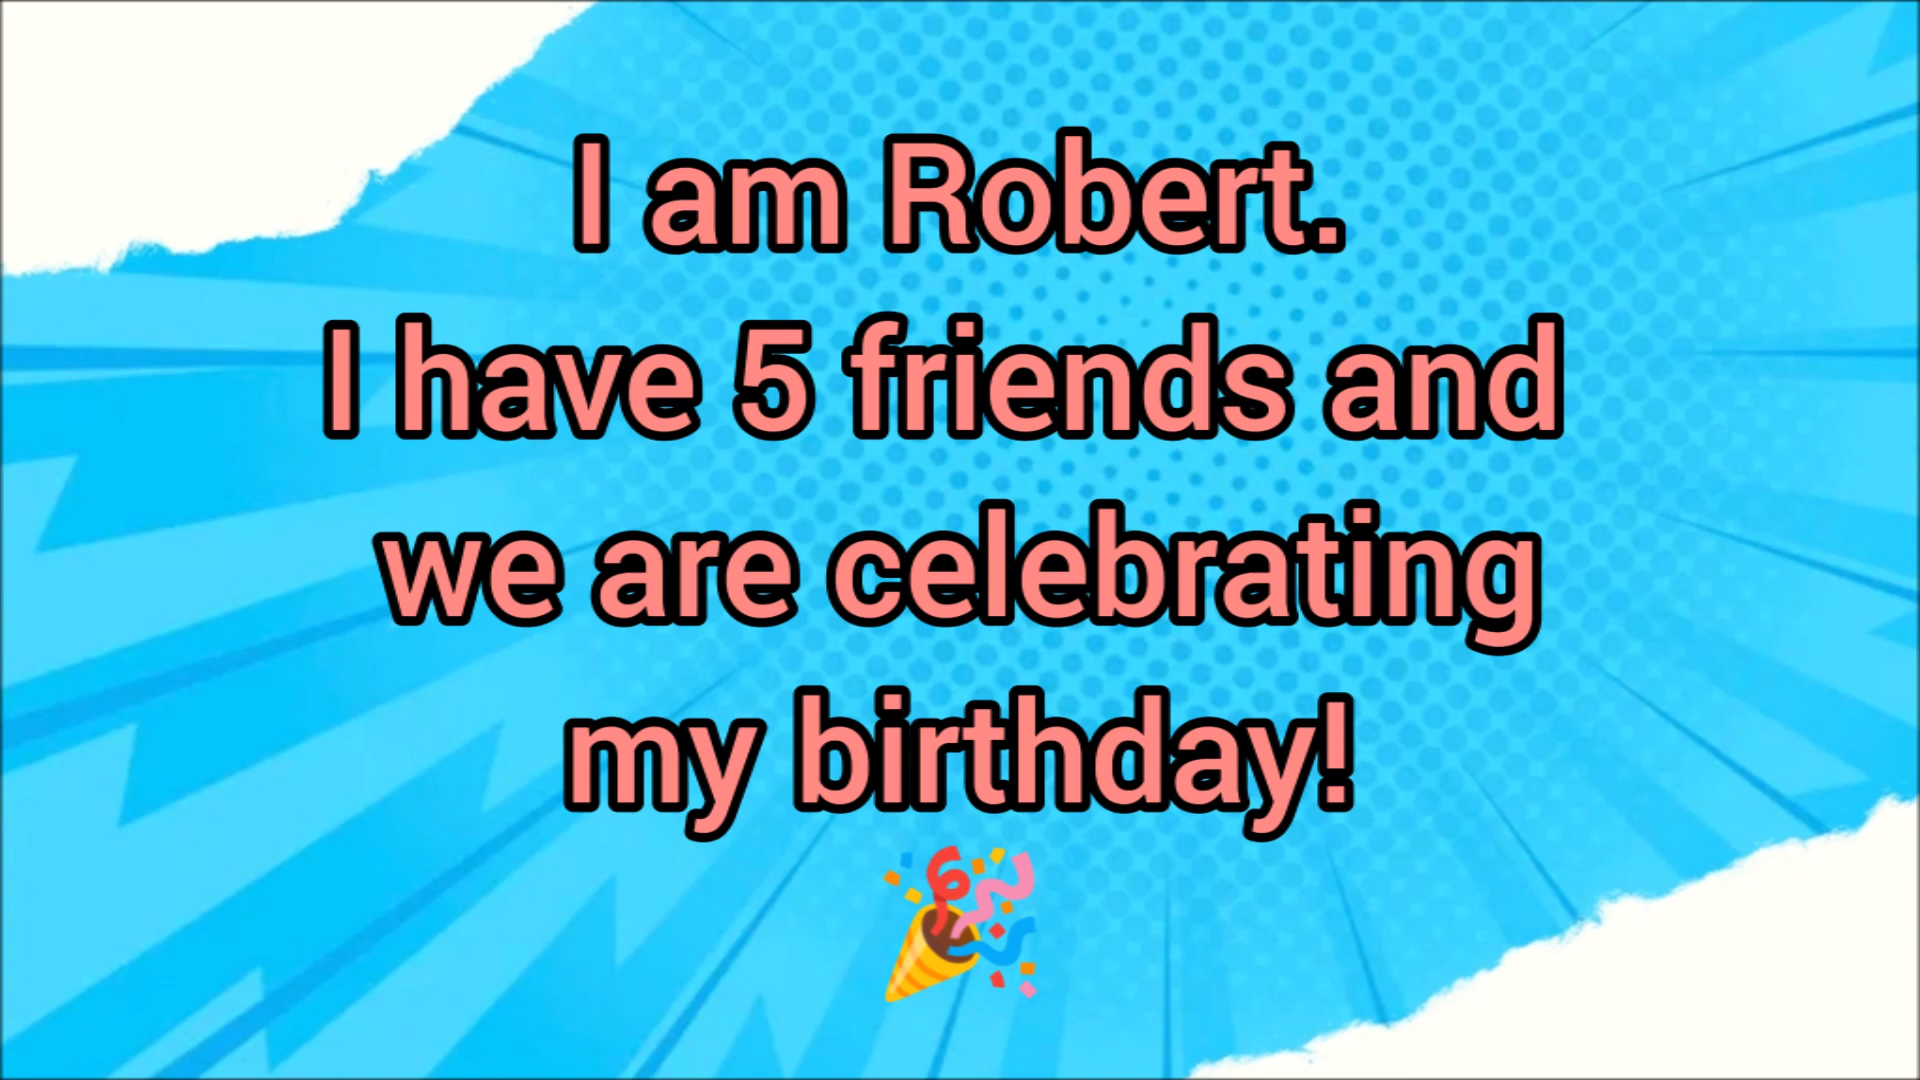 I am Robert.
I have 5 friends and
we are celebrating
my birthday!